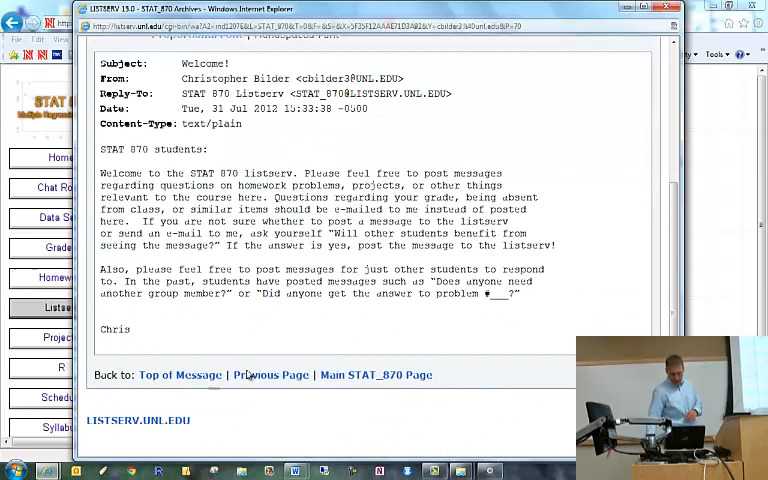 LISTSERV 15.0 - STAT_870 Archives - Windows Internet Explorer
Subject: Welcome!
From: Christopher Bilder <cbilder3@UNL.EDU>
Reply-To: STAT 870 Listserv <STAT_870@LISTSERV.UNL.EDU>
Date: Tue, 31 Jul 2012 15:33:38 -0500
Content-Type: text/plain
STAT 870 students:
Welcome to the STAT 870 listserv. Please feel free to post messages
regarding questions on homework problems, projects, or other things
relevant to the course here. Questions regarding your grade, being absent
from class, or similar items should be e-mailed to me instead of posted
here.  If you are not sure whether to post a message to the listserv
or send an e-mail to me, ask yourself “Will other students benefit from
seeing the message?” If the answer is yes, post the message to the listserv!
Also, please feel free to post messages for just other students to respond
to. In the past, students have posted messages such as “Does anyone need
another group member?” or “Did anyone get the answer to problem #___?”
Chris
Back to: Top of Message | Previous Page | Main STAT_870 Page
LISTSERV.UNL.EDU
Tools
STAT 8
Multiple Regress
Home
Chat Ro
Data Se
Grade
Homew
Listse
Projec
R
Schedu
Syllab